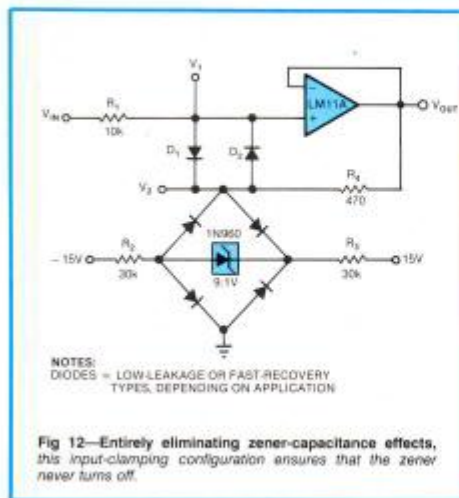 V₁
VIN
R₁
10k
D₁
D₂
−
+
LM11A
VOUT
V₂
R₄
470
1N960
9.1V
−15V
R₂
30k
R₃
30k
15V
NOTES:
DIODES = LOW-LEAKAGE OR FAST-RECOVERY
TYPES, DEPENDING ON APPLICATION
Fig 12—Entirely eliminating zener-capacitance effects,
this input-clamping configuration ensures that the zener
never turns off.